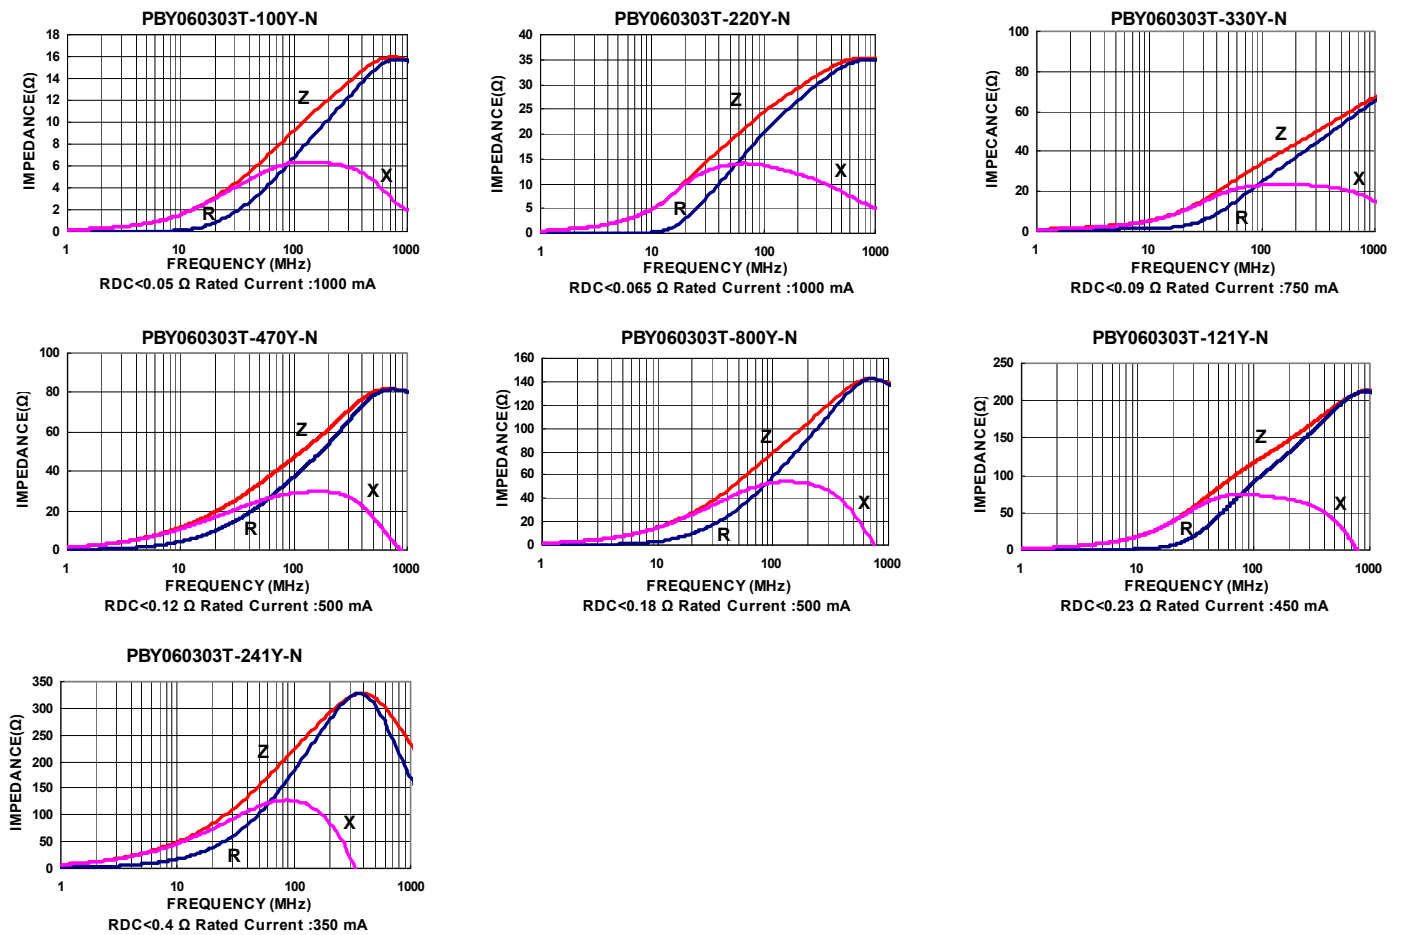 PBY060303T-100Y-N
18
16
14
12
10
8
6
4
2
0
IMPEDANCE(Ω)
Z
X
R
1
10
100
1000
FREQUENCY (MHz)
RDC<0.05 Ω Rated Current :1000 mA
PBY060303T-220Y-N
40
35
30
25
20
15
10
5
0
IMPEDANCE(Ω)
Z
X
R
1
10
100
1000
FREQUENCY (MHz)
RDC<0.065 Ω Rated Current :1000 mA
PBY060303T-330Y-N
100
80
60
40
20
0
IMPECANCE(Ω)
Z
X
R
1
10
100
1000
FREQUENCY (MHz)
RDC<0.09 Ω Rated Current :750 mA
PBY060303T-470Y-N
100
80
60
40
20
0
IMPEDANCE(Ω)
Z
X
R
1
10
100
1000
FREQUENCY (MHz)
RDC<0.12 Ω Rated Current :500 mA
PBY060303T-800Y-N
160
140
120
100
80
60
40
20
0
IMPEDANCE(Ω)
Z
X
R
1
10
100
1000
FREQUENCY (MHz)
RDC<0.18 Ω Rated Current :500 mA
PBY060303T-121Y-N
250
200
150
100
50
0
IMPEDANCE(Ω)
Z
X
R
1
10
100
1000
FREQUENCY (MHz)
RDC<0.23 Ω Rated Current :450 mA
PBY060303T-241Y-N
350
300
250
200
150
100
50
0
IMPEDANCE(Ω)
Z
X
R
1
10
100
1000
FREQUENCY (MHz)
RDC<0.4 Ω Rated Current :350 mA